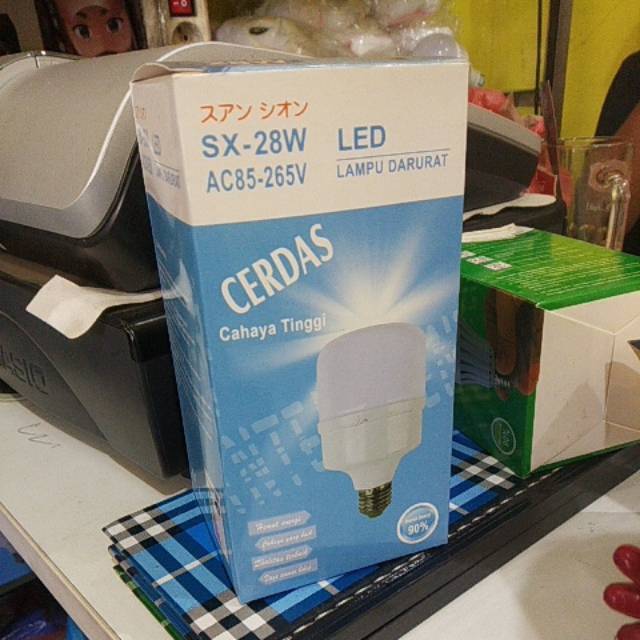 スアン シオン
SX-28W
AC85-265V
LED
LAMPU DARURAT
CERDAS
Cahaya Tinggi
90%